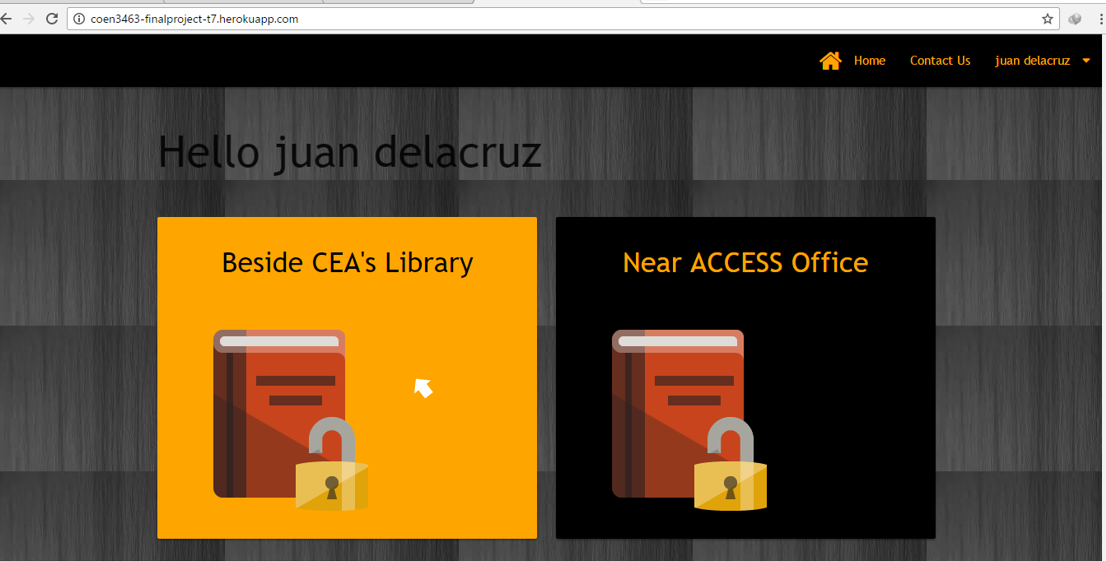 coen3463-finalproject-t7.herokuapp.com
Home Contact Us juan delacruz
Hello juan delacruz
Beside CEA's Library
Near ACCESS Office